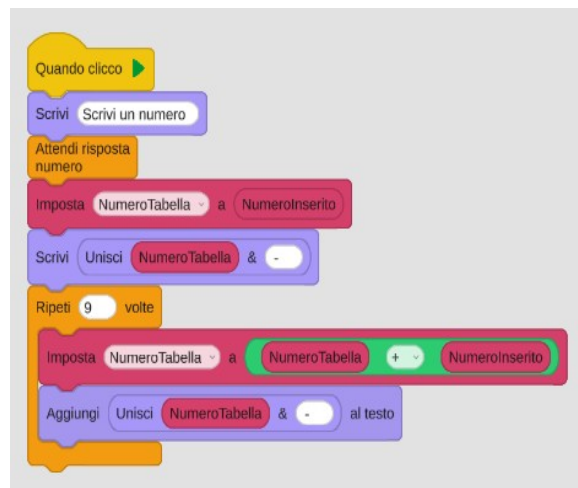 Quando clicco
Scrivi Scrivi un numero
Attendi risposta
numero
Imposta NumeroTabella a NumeroInserito
Scrivi Unisci NumeroTabella & -
Ripeti 9 volte
Imposta NumeroTabella a NumeroTabella + NumeroInserito
Aggiungi Unisci NumeroTabella & - al testo